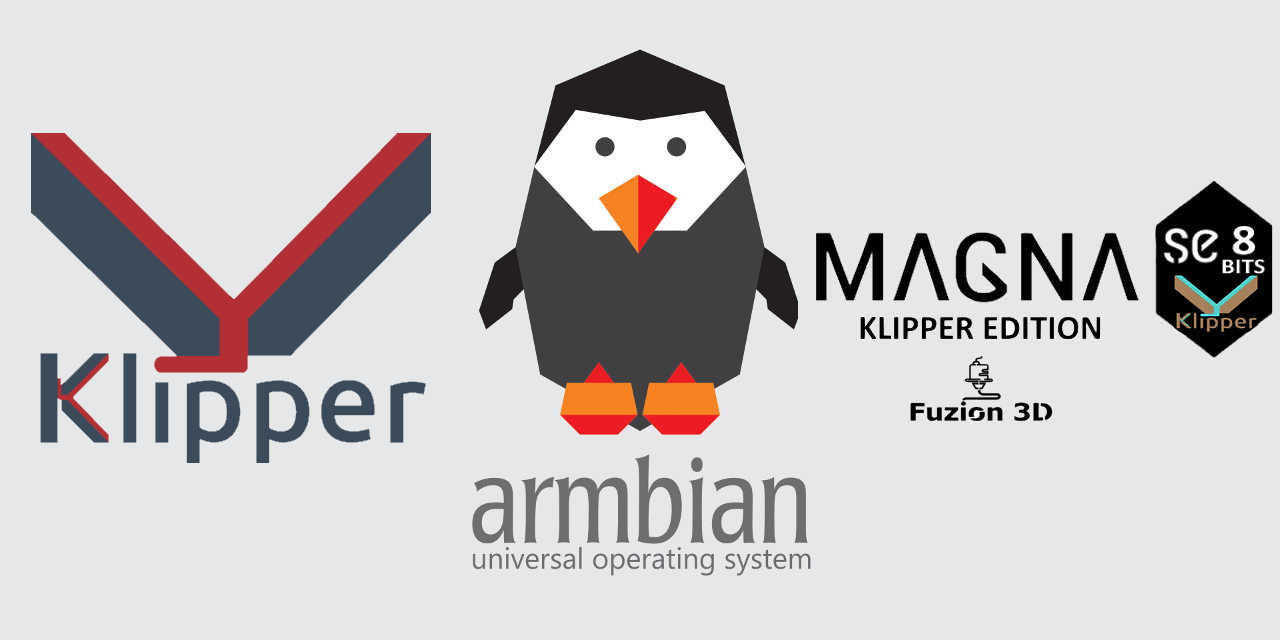 Klipper
armbian
universal operating system
MAGNA
KLIPPER EDITION
Fuzion 3D
se 8
BITS
Klipper